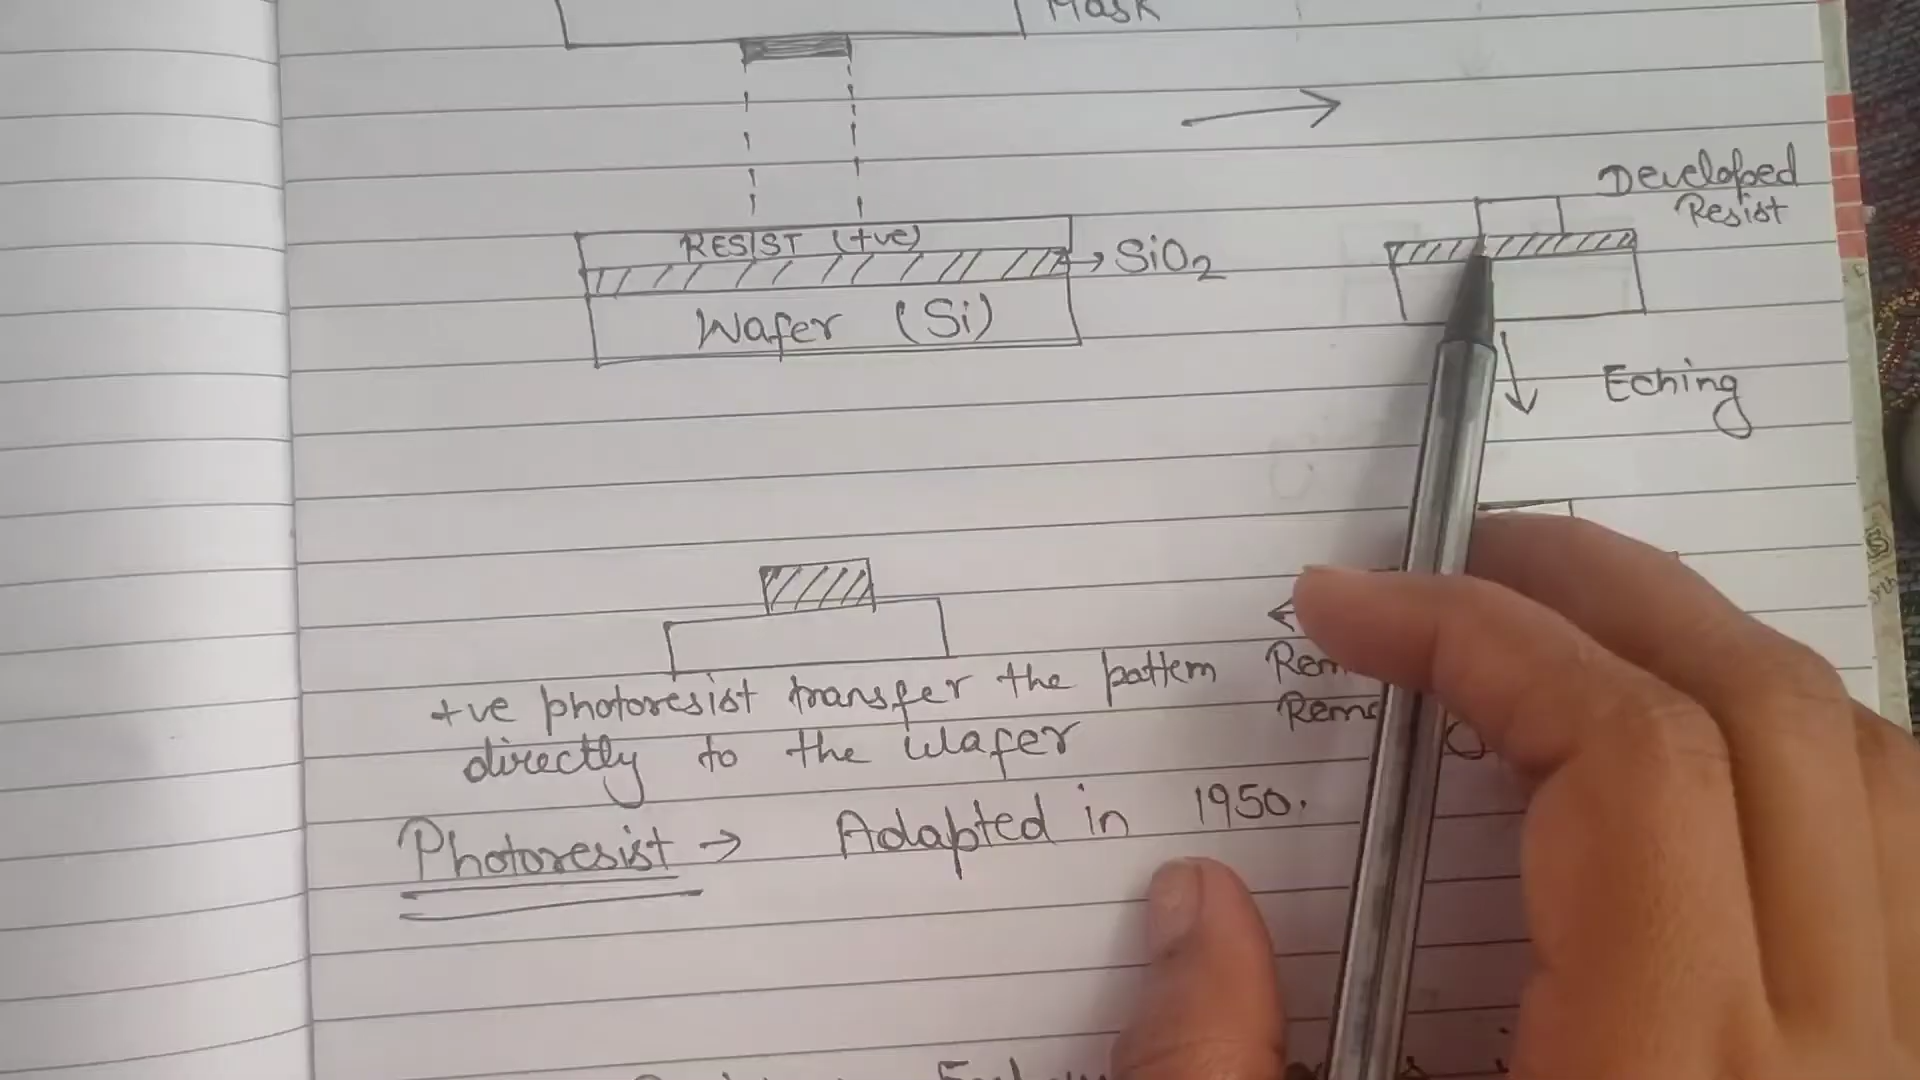 Mask
RESIST (+ve)
SiO2
Wafer (Si)
Developed
Resist
Eching
+ve photoresist transfer the pattern
directly to the wafer
Photoresist → Adapted in 1950.